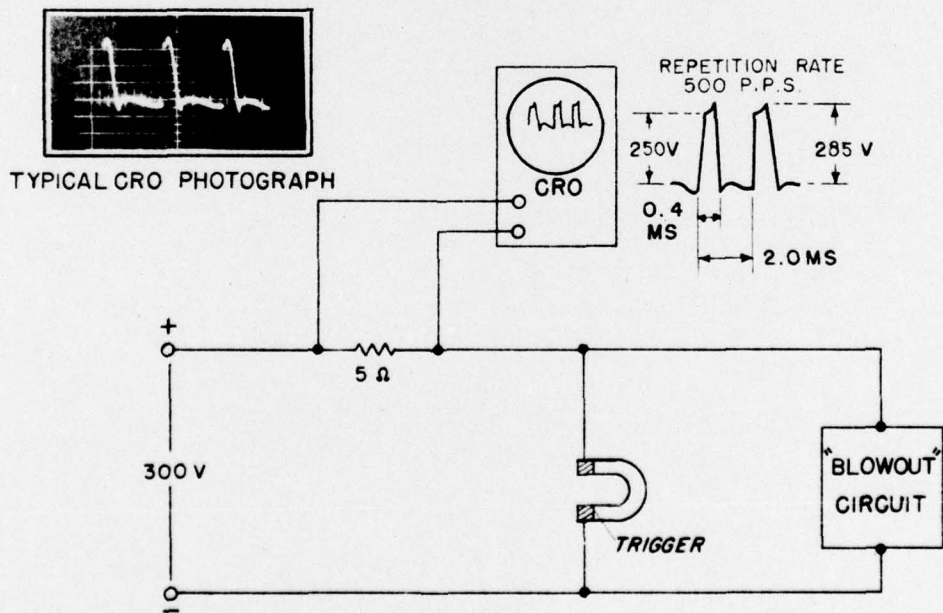 TYPICAL CRO PHOTOGRAPH
CRO
REPETITION RATE
500 P.P.S.
250V
285 V
0.4
MS
2.0 MS
+
5 Ω
300 V
"BLOWOUT"
CIRCUIT
TRIGGER
−